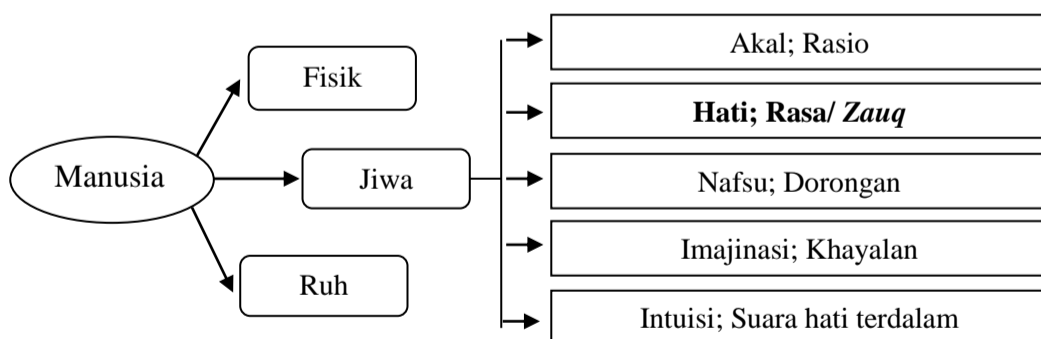 Manusia
Fisik
Jiwa
Ruh
Akal; Rasio
Hati; Rasa/ Zauq
Nafsu; Dorongan
Imajinasi; Khayalan
Intuisi; Suara hati terdalam